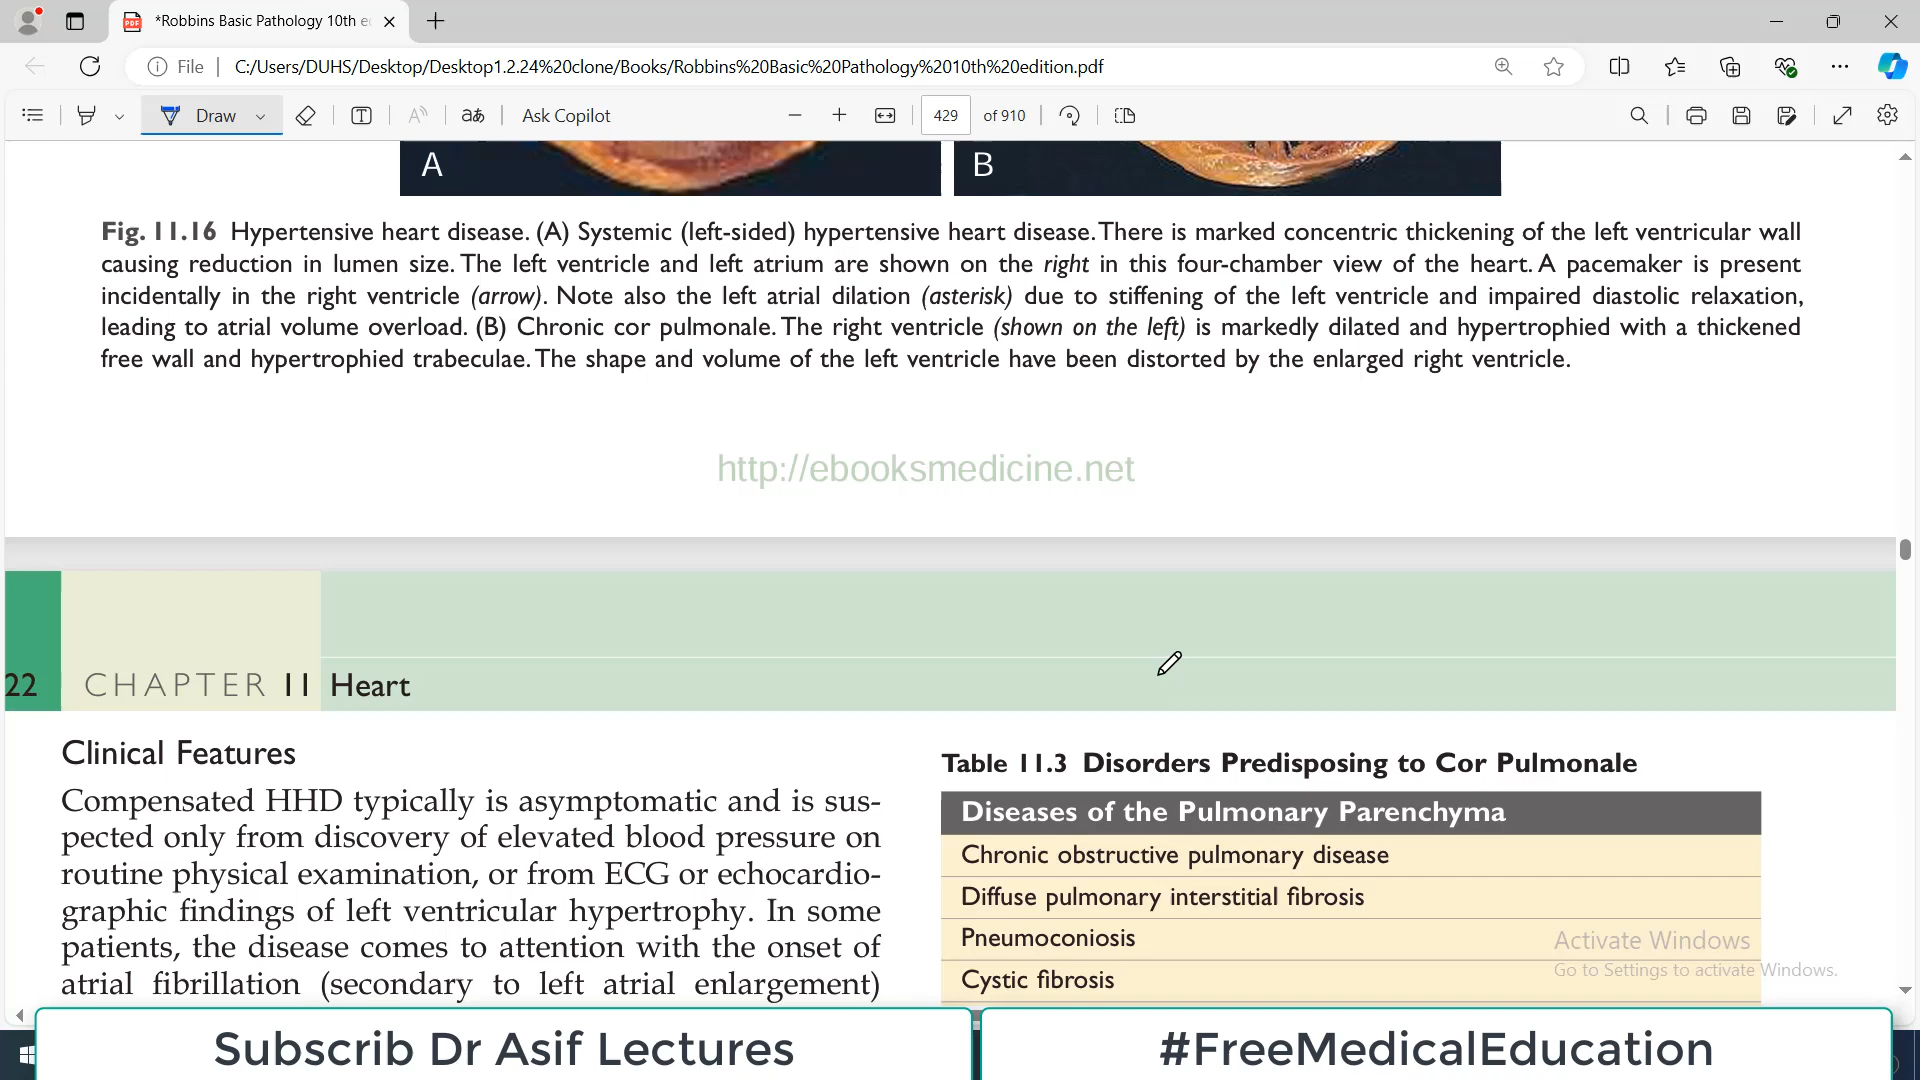 *Robbins Basic Pathology 10th e
File
C:/Users/DUHS/Desktop/Desktop1.2.24%20clone/Books/Robbins%20Basic%20Pathology%2010th%20edition.pdf
Draw
aあ
Ask Copilot
429 of 910
A
B
Fig. 11.16 Hypertensive heart disease. (A) Systemic (left-sided) hypertensive heart disease. There is marked concentric thickening of the left ventricular wall
causing reduction in lumen size. The left ventricle and left atrium are shown on the right in this four-chamber view of the heart. A pacemaker is present
incidentally in the right ventricle (arrow). Note also the left atrial dilation (asterisk) due to stiffening of the left ventricle and impaired diastolic relaxation,
leading to atrial volume overload. (B) Chronic cor pulmonale. The right ventricle (shown on the left) is markedly dilated and hypertrophied with a thickened
free wall and hypertrophied trabeculae. The shape and volume of the left ventricle have been distorted by the enlarged right ventricle.
http://ebooksmedicine.net
22 CHAPTER 11 Heart
Clinical Features
Compensated HHD typically is asymptomatic and is sus-
pected only from discovery of elevated blood pressure on
routine physical examination, or from ECG or echocardio-
graphic findings of left ventricular hypertrophy. In some
patients, the disease comes to attention with the onset of
atrial fibrillation (secondary to left atrial enlargement)
Table 11.3 Disorders Predisposing to Cor Pulmonale
Diseases of the Pulmonary Parenchyma
Chronic obstructive pulmonary disease
Diffuse pulmonary interstitial fibrosis
Pneumoconiosis
Cystic fibrosis
Activate Windows
Go to Settings to activate Windows.
Subscrib Dr Asif Lectures
#FreeMedicalEducation